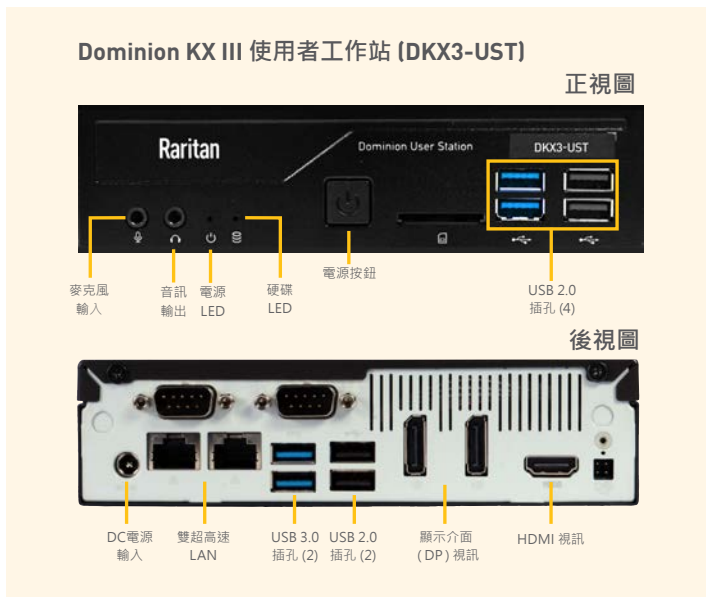 Dominion KX III 使用者工作站 (DKX3-UST)
正視圖
Raritan
Dominion User Station
DKX3-UST
麥克風
輸入
音訊
輸出
電源
LED
硬碟
LED
電源按鈕
USB 2.0
插孔 (4)
後視圖
DC電源
輸入
雙超高速
LAN
USB 3.0
插孔 (2)
USB 2.0
插孔 (2)
顯示介面
(DP) 視訊
HDMI 視訊